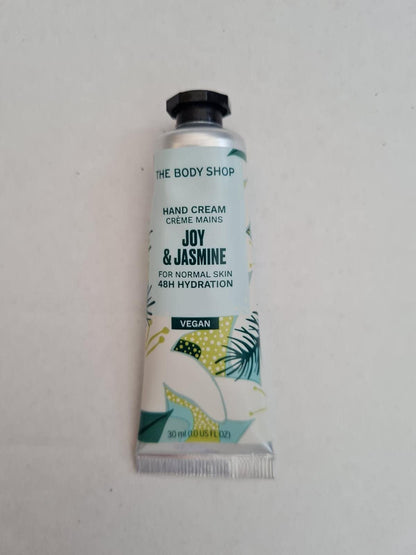 THE BODY SHOP
HAND CREAM
CRÈME MAINS
JOY
& JASMINE
FOR NORMAL SKIN
48H HYDRATION
VEGAN
30 ml (1.0 US FL OZ)